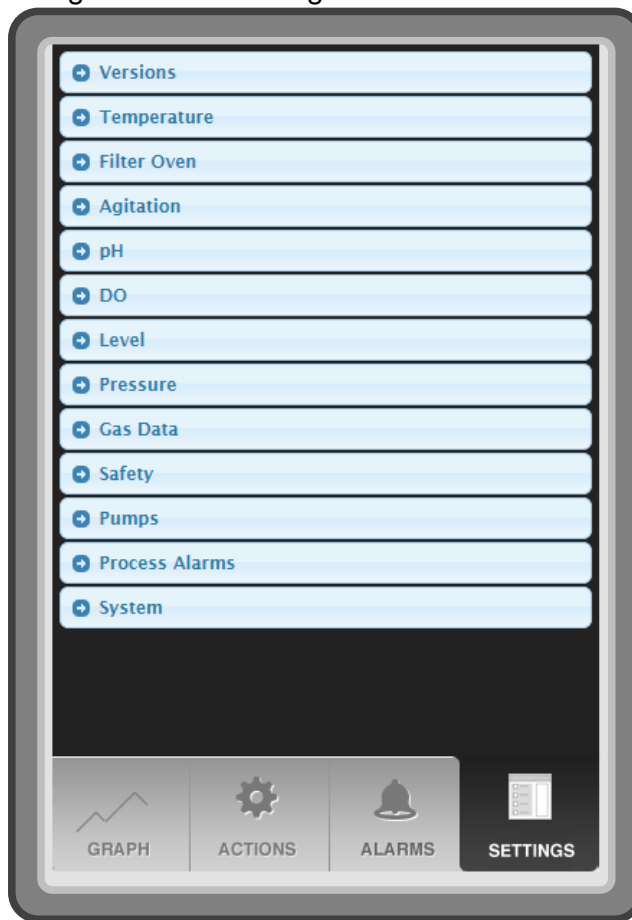 Versions
Temperature
Filter Oven
Agitation
pH
DO
Level
Pressure
Gas Data
Safety
Pumps
Process Alarms
System
GRAPH ACTIONS ALARMS SETTINGS